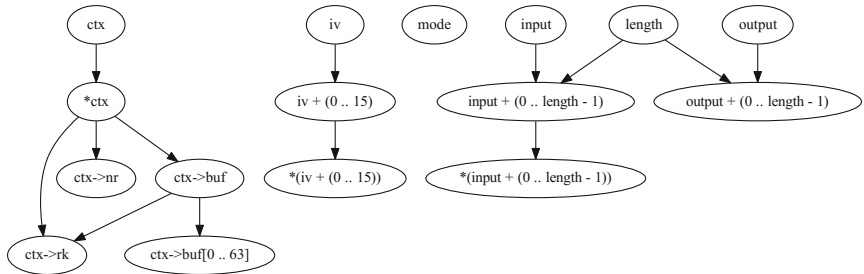 ctx
iv
mode
input
length
output
*ctx
iv + (0 .. 15)
input + (0 .. length - 1)
output + (0 .. length - 1)
ctx->nr
ctx->buf
*(iv + (0 .. 15))
*(input + (0 .. length - 1))
ctx->rk
ctx->buf[0 .. 63]